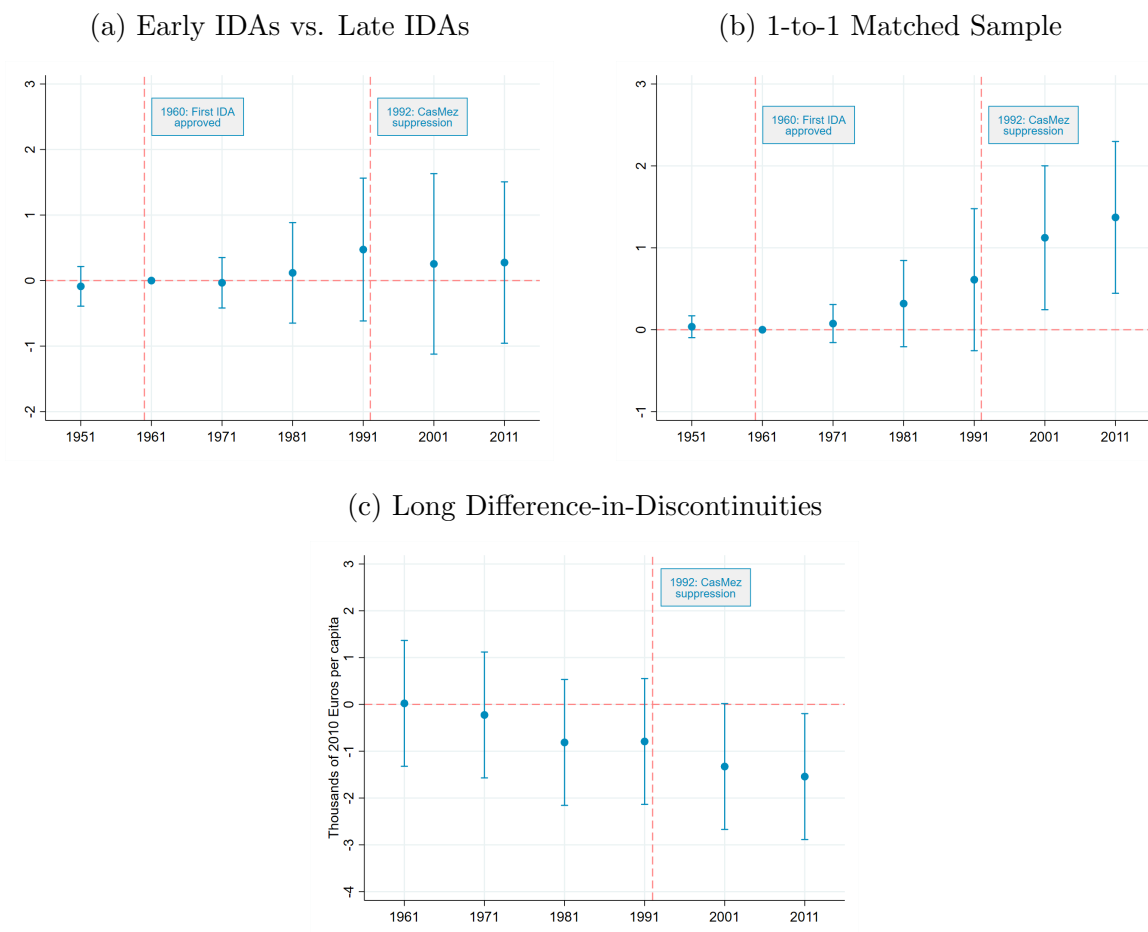 (a) Early IDAs vs. Late IDAs
3
2
1
0
-1
-2
1960: First IDA
approved
1992: CasMez
suppression
1951 1961 1971 1981 1991 2001 2011
(b) 1-to-1 Matched Sample
3
2
1
0
-1
1960: First IDA
approved
1992: CasMez
suppression
1951 1961 1971 1981 1991 2001 2011
(c) Long Difference-in-Discontinuities
Thousands of 2010 Euros per capita
3
2
1
0
-1
-2
-3
-4
1992: CasMez
suppression
1961 1971 1981 1991 2001 2011